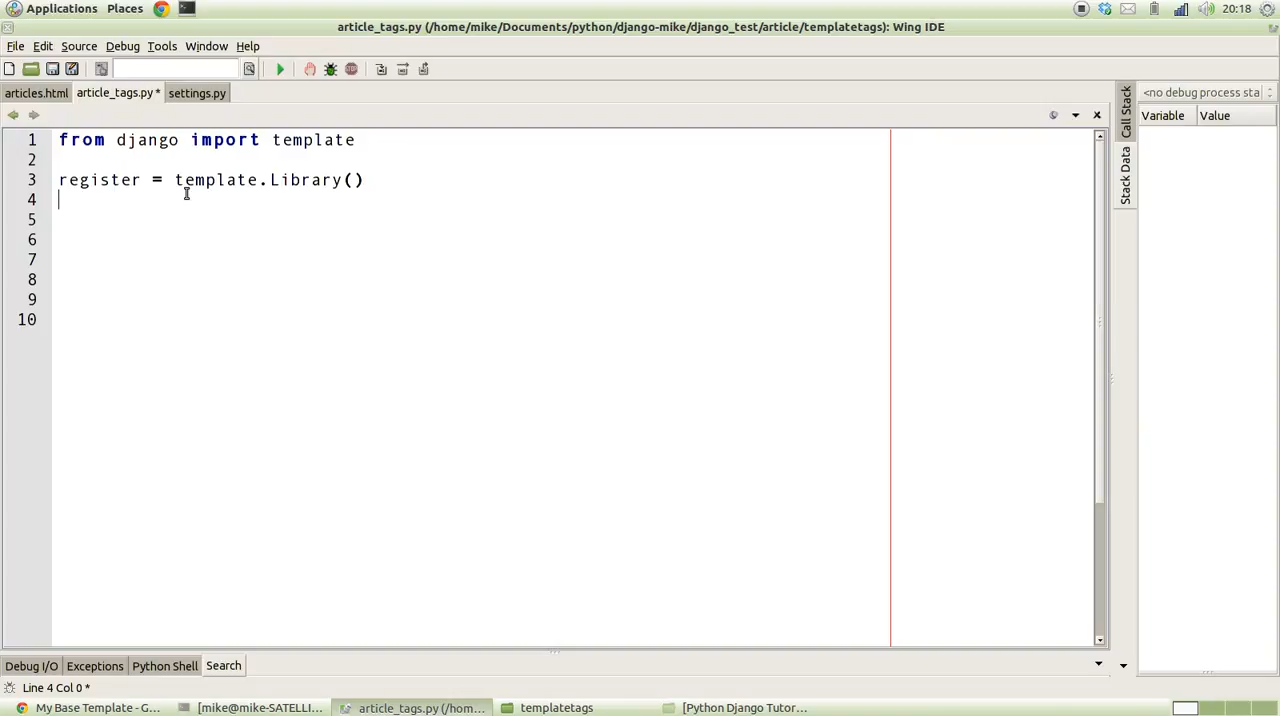 Applications Places 20:18
article_tags.py (/home/mike/Documents/python/django-mike/django_test/article/templatetags): Wing IDE
File Edit Source Debug Tools Window Help
articles.html article_tags.py * settings.py <no debug process sta
Variable Value
Call Stack
Stack Data
1 from django import template
2
3 register = template.Library()
4
5
6
7
8
9
10
Debug I/O Exceptions Python Shell Search
Line 4 Col 0 *
My Base Template - G... [mike@mike-SATELLI... article_tags.py (/hom... templatetags [Python Django Tutor...